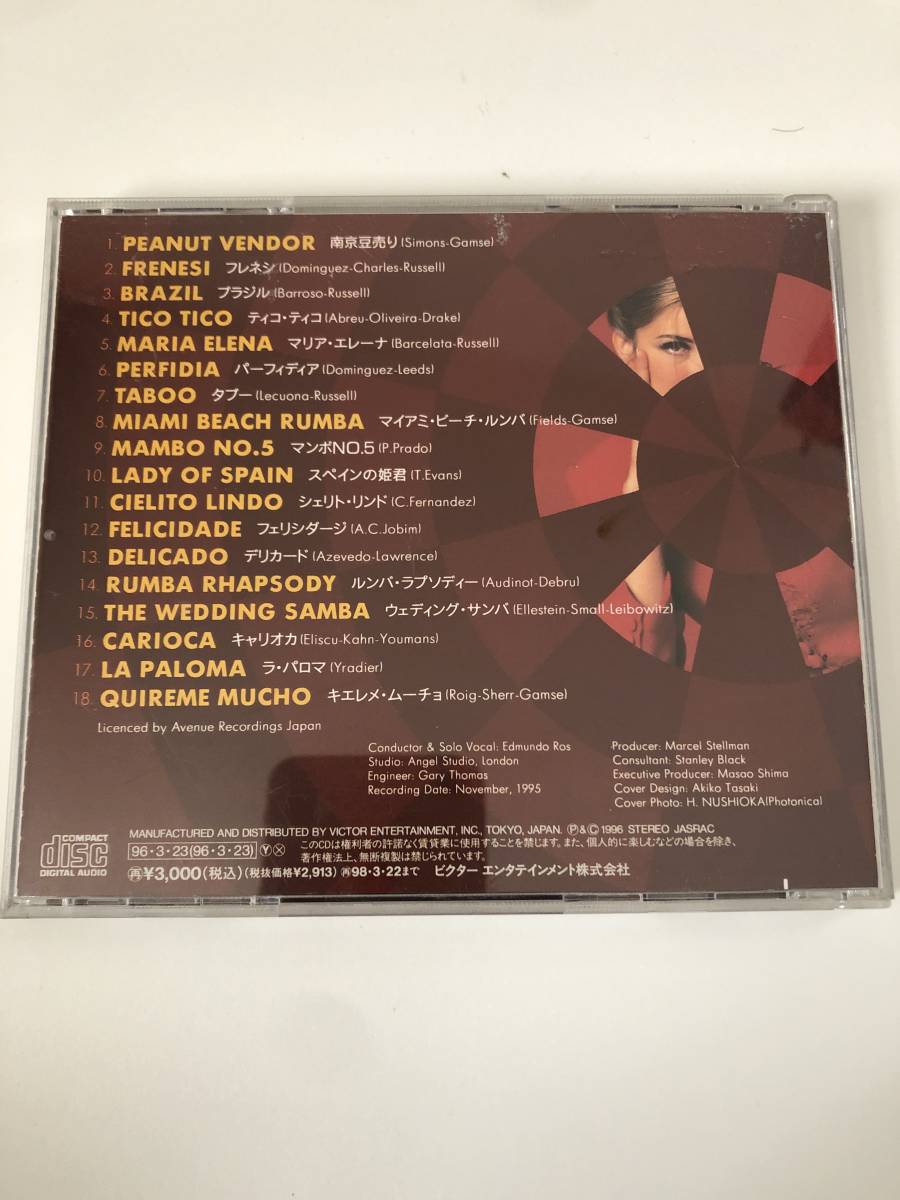 1. PEANUT VENDOR 南京豆売り(Simons-Gamse)
2. FRENESI フレネシ(Dominguez-Charles-Russell)
3. BRAZIL ブラジル(Barroso-Russell)
4. TICO TICO ティコ・ティコ(Abreu-Oliveira-Drake)
5. MARIA ELENA マリア・エレーナ(Barcelata-Russell)
6. PERFIDIA パーフィディア(Dominguez-Leeds)
7. TABOO タブー(Lecuona-Russell)
8. MIAMI BEACH RUMBA マイアミ・ビーチ・ルンバ(Fields-Gamse)
9. MAMBO NO.5 マンボNO.5(P.Prado)
10. LADY OF SPAIN スペインの姫君(T.Evans)
11. CIELITO LINDO シェリト・リンド(C.Fernandez)
12. FELICIDADE フェリシダージ(A.C.Jobim)
13. DELICADO デリカード(Azevedo-Lawrence)
14. RUMBA RHAPSODY ルンバ・ラプソディー(Audinot-Debru)
15. THE WEDDING SAMBA ウェディング・サンバ(Ellestein-Small-Leibowitz)
16. CARIOCA キャリオカ(Eliscu-Kahn-Youmans)
17. LA PALOMA ラ・パロマ(Yradier)
18. QUIREME MUCHO キエレメ・ムーチョ(Roig-Sherr-Gamse)
Licenced by Avenue Recordings Japan
Conductor & Solo Vocal: Edmundo Ros
Studio: Angel Studio, London
Engineer: Gary Thomas
Recording Date: November, 1995
Producer: Marcel Stellman
Consultant: Stanley Black
Executive Producer: Masao Shima
Cover Design: Akiko Tasaki
Cover Photo: H. NUSHIOKA(Photonica)
COMPACT
disc
DIGITAL AUDIO
MANUFACTURED AND DISTRIBUTED BY VICTOR ENTERTAINMENT, INC., TOKYO, JAPAN. Ⓟ&Ⓒ 1996 STEREO JASRAC
96・3・23(96・3・23) Ⓨ Ⓧ
このCDは権利者の許諾なく賃貸業に使用することを禁じます。また、個人的に楽しむなどの場合を除き、
著作権法上、無断複製は禁じられています。
再¥3,000(税込)(税抜価格¥2,913)再98・3・22まで ビクター エンタテインメント株式会社